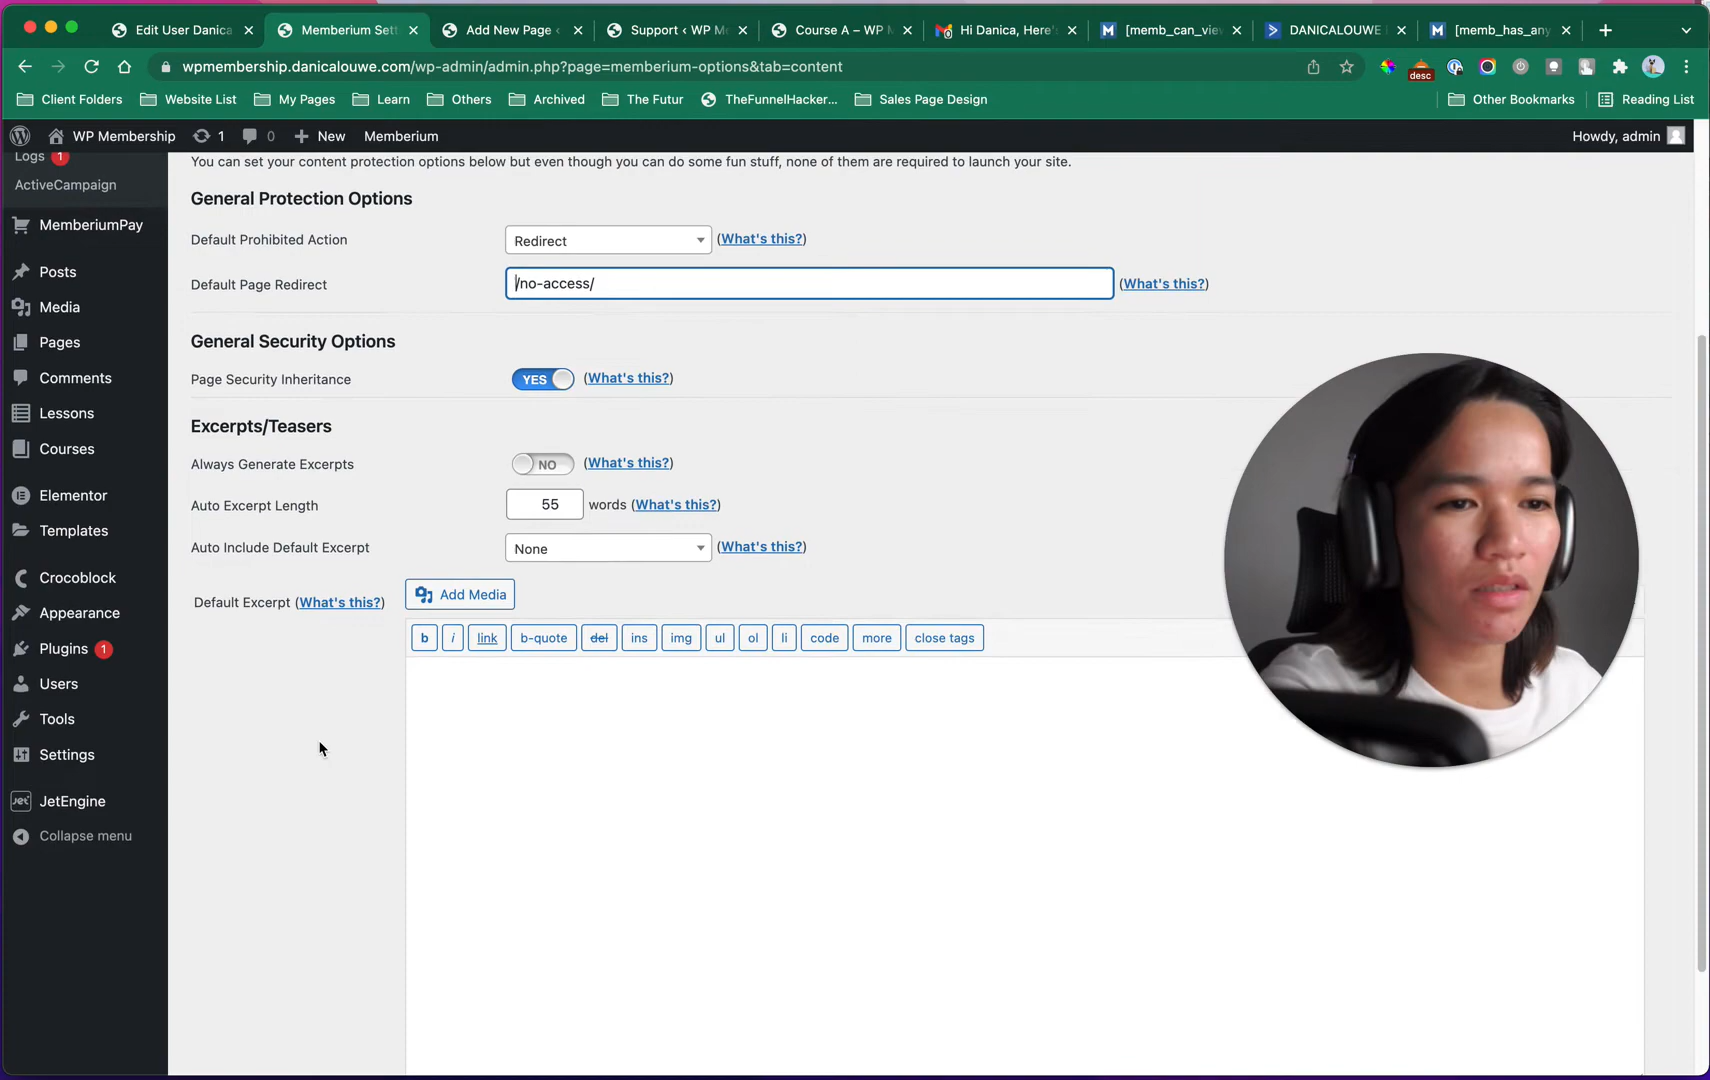 Edit User Danica
Memberium Sett
Add New Page ‹
Support ‹ WP Me
Course A – WP M
Hi Danica, Here's
[memb_can_view
DANICALOUWE
[memb_has_any
wpmembership.danicalouwe.com/wp-admin/admin.php?page=memberium-options&tab=content
desc
Client Folders
Website List
My Pages
Learn
Others
Archived
The Futur
TheFunnelHacker...
Sales Page Design
Other Bookmarks
Reading List
WP Membership
1
0
New
Memberium
Howdy, admin
Logs 1
ActiveCampaign
MemberiumPay
Posts
Media
Pages
Comments
Lessons
Courses
Elementor
Templates
Crocoblock
Appearance
Plugins 1
Users
Tools
Settings
JetEngine
Collapse menu
You can set your content protection options below but even though you can do some fun stuff, none of them are required to launch your site.
General Protection Options
Default Prohibited Action Redirect (What's this?)
Default Page Redirect /no-access/ (What's this?)
General Security Options
Page Security Inheritance YES (What's this?)
Excerpts/Teasers
Always Generate Excerpts NO (What's this?)
Auto Excerpt Length 55 words (What's this?)
Auto Include Default Excerpt None (What's this?)
Default Excerpt (What's this?)
Add Media
b i link b-quote del ins img ul ol li code more close tags